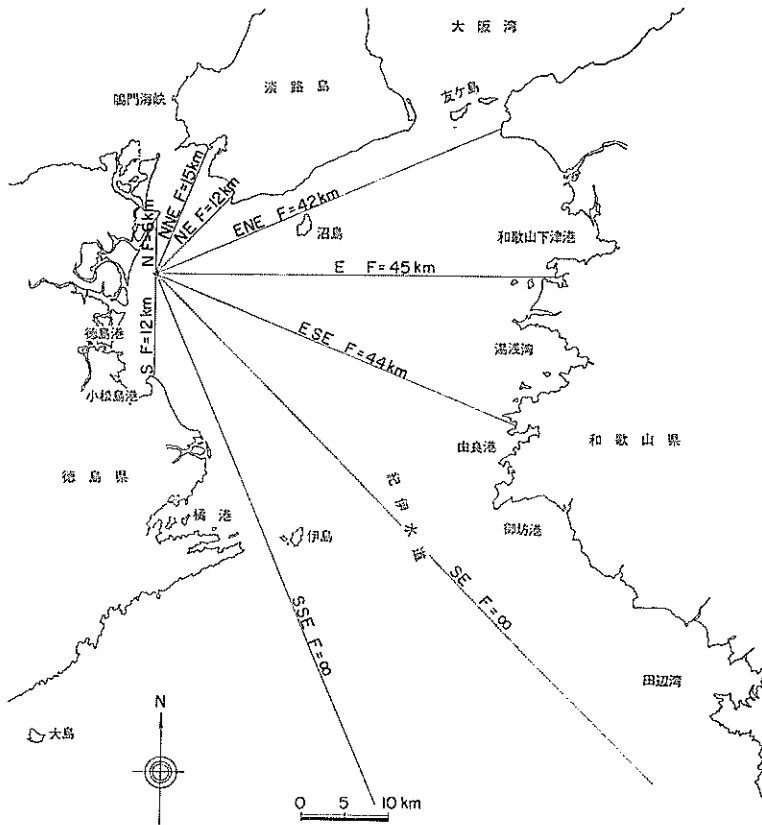 大阪湾
淡路島
友ケ島
鳴門海峡
NNE F=15km
NE F=12km
N F=6km
ENE F=42km
沼島
和歌山下津港
E F=45km
S F=12km
徳島港
ESE F=44km
湯浅湾
小松島港
由良港
和歌山県
徳島県
紀伊水道
橘港
御坊港
伊島
SE F=∞
SSE F=∞
田辺湾
N
大島
0 5 10km